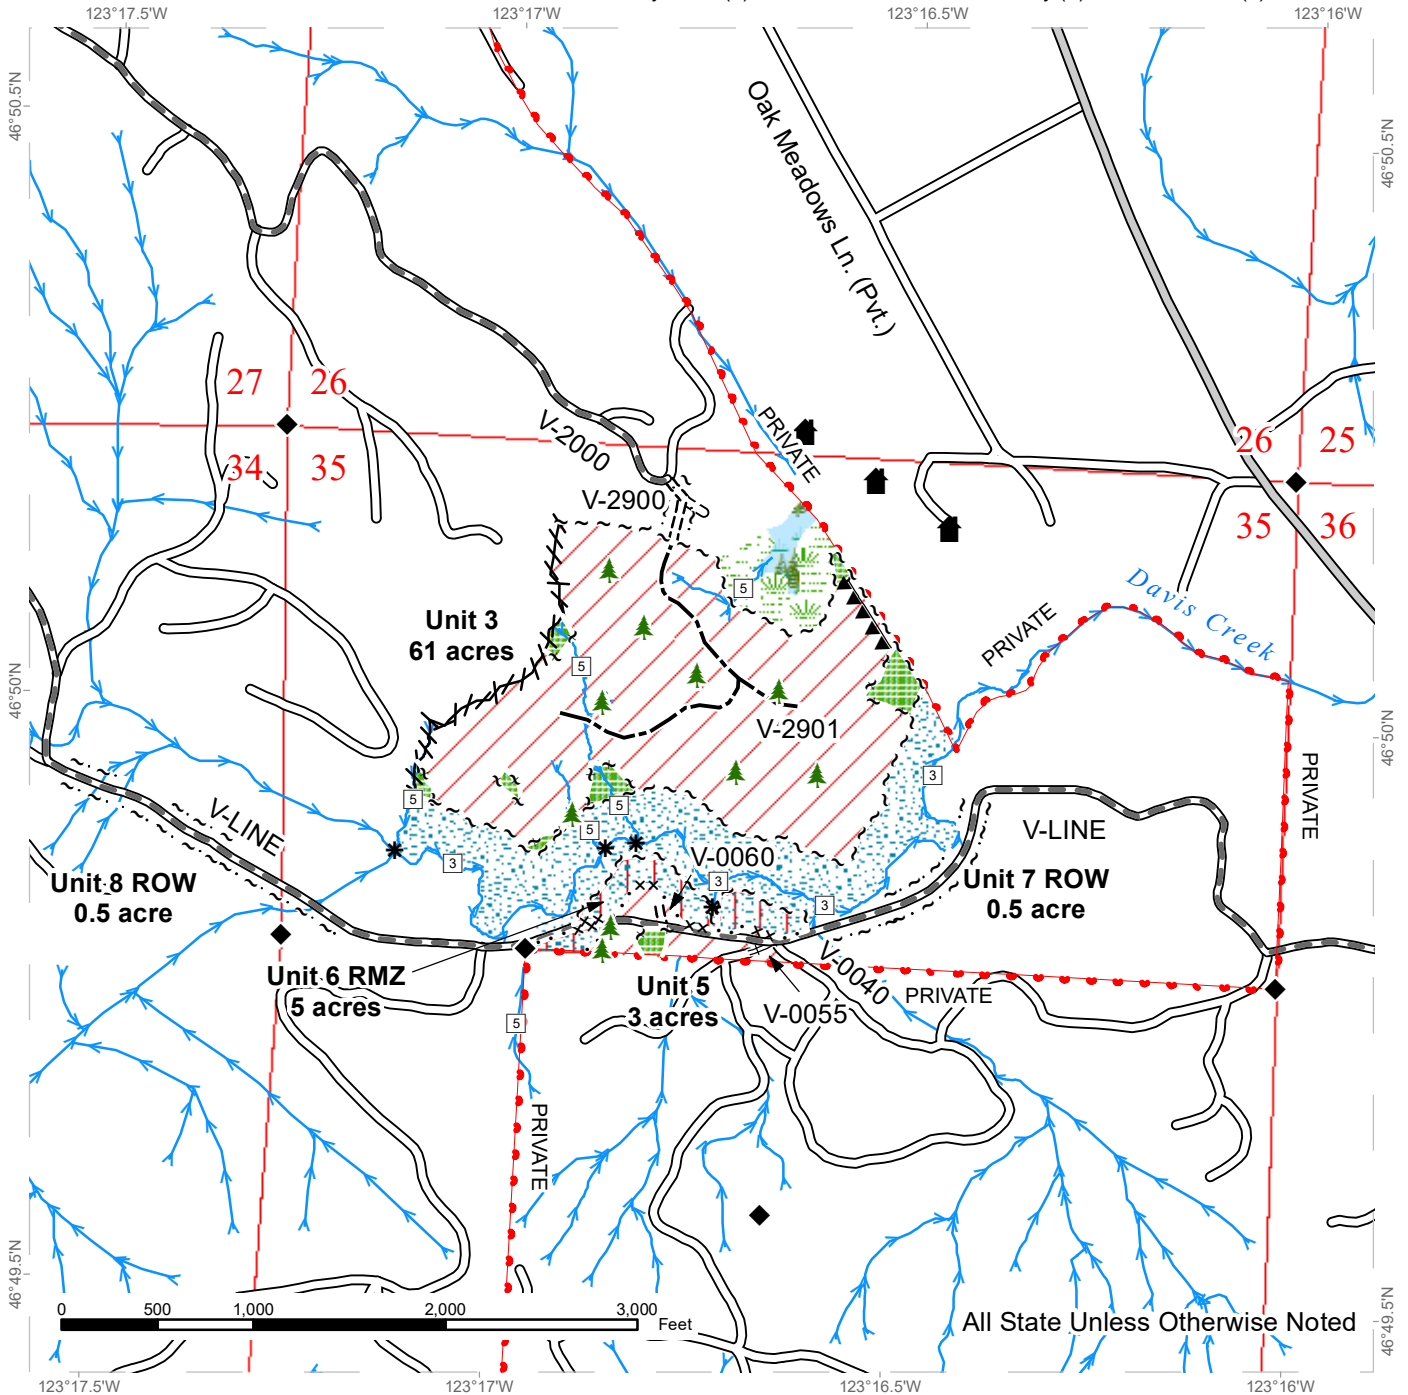 123°17.5'W
123°17'W
123°16.5'W
123°16'W
46°50.5'N
46°50.5'N
Oak Meadows Ln. (Pvt.)
27
26
34
35
V-2000
PRIVATE
26
25
35
36
V-2900
5
Davis Creek
PRIVATE
Unit 3
61 acres
5
46°50'N
46°50'N
V-2901
PRIVATE
3
5
5
5
V-LINE
V-LINE
3
V-0060
3
3
Unit 8 ROW
0.5 acre
Unit 7 ROW
0.5 acre
Unit 6 RMZ
5 acres
Unit 5
3 acres
V-0040
V-0055
PRIVATE
5
PRIVATE
46°49.5'N
46°49.5'N
0
500
1,000
2,000
3,000
Feet
All State Unless Otherwise Noted
123°17.5'W
123°17'W
123°16.5'W
123°16'W